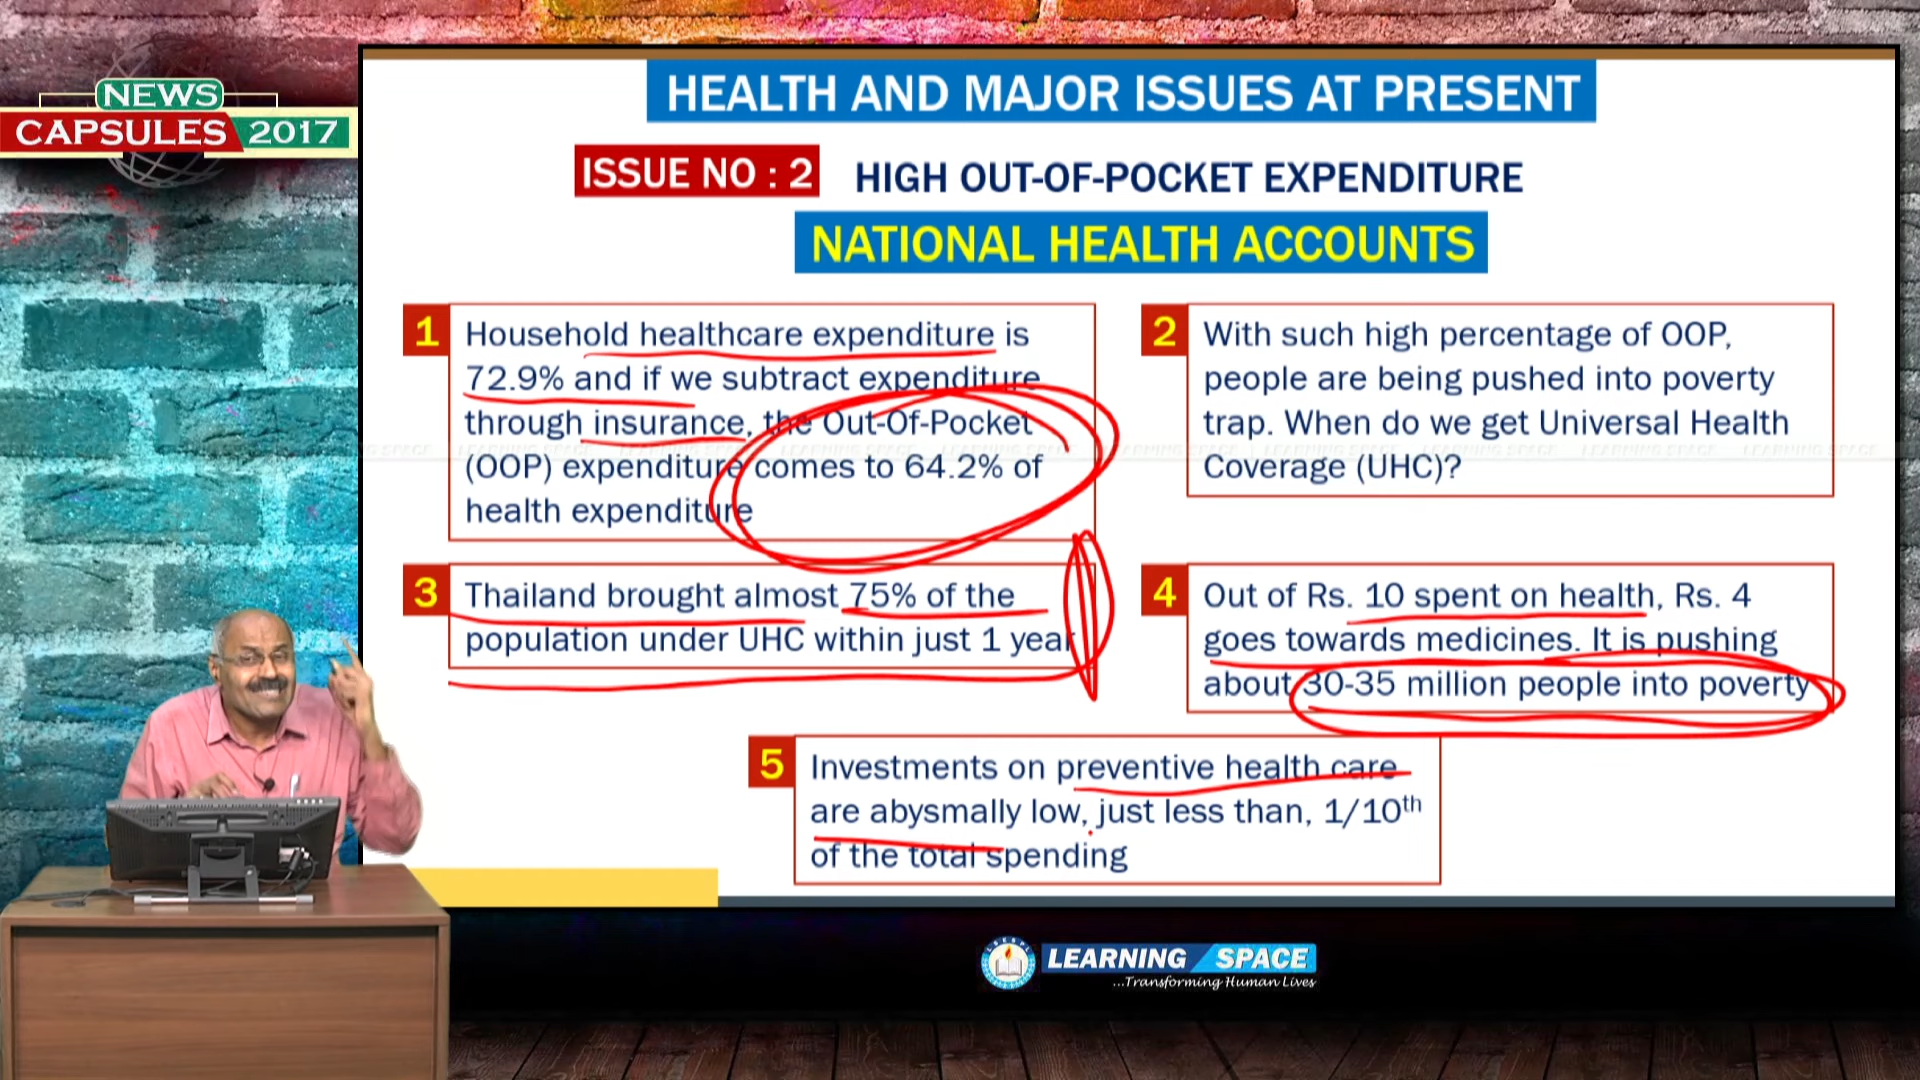 NEWS
CAPSULES 2017
HEALTH AND MAJOR ISSUES AT PRESENT
ISSUE NO : 2 HIGH OUT-OF-POCKET EXPENDITURE
NATIONAL HEALTH ACCOUNTS
1
Household healthcare expenditure is
72.9% and if we subtract expenditure
through insurance, the Out-Of-Pocket
(OOP) expenditure comes to 64.2% of
health expenditure
2
With such high percentage of OOP,
people are being pushed into poverty
trap. When do we get Universal Health
Coverage (UHC)?
3
Thailand brought almost 75% of the
population under UHC within just 1 year
4
Out of Rs. 10 spent on health, Rs. 4
goes towards medicines. It is pushing
about 30-35 million people into poverty
5
Investments on preventive health care
are abysmally low, just less than, 1/10th
of the total spending
LEARNING SPACE
...Transforming Human Lives